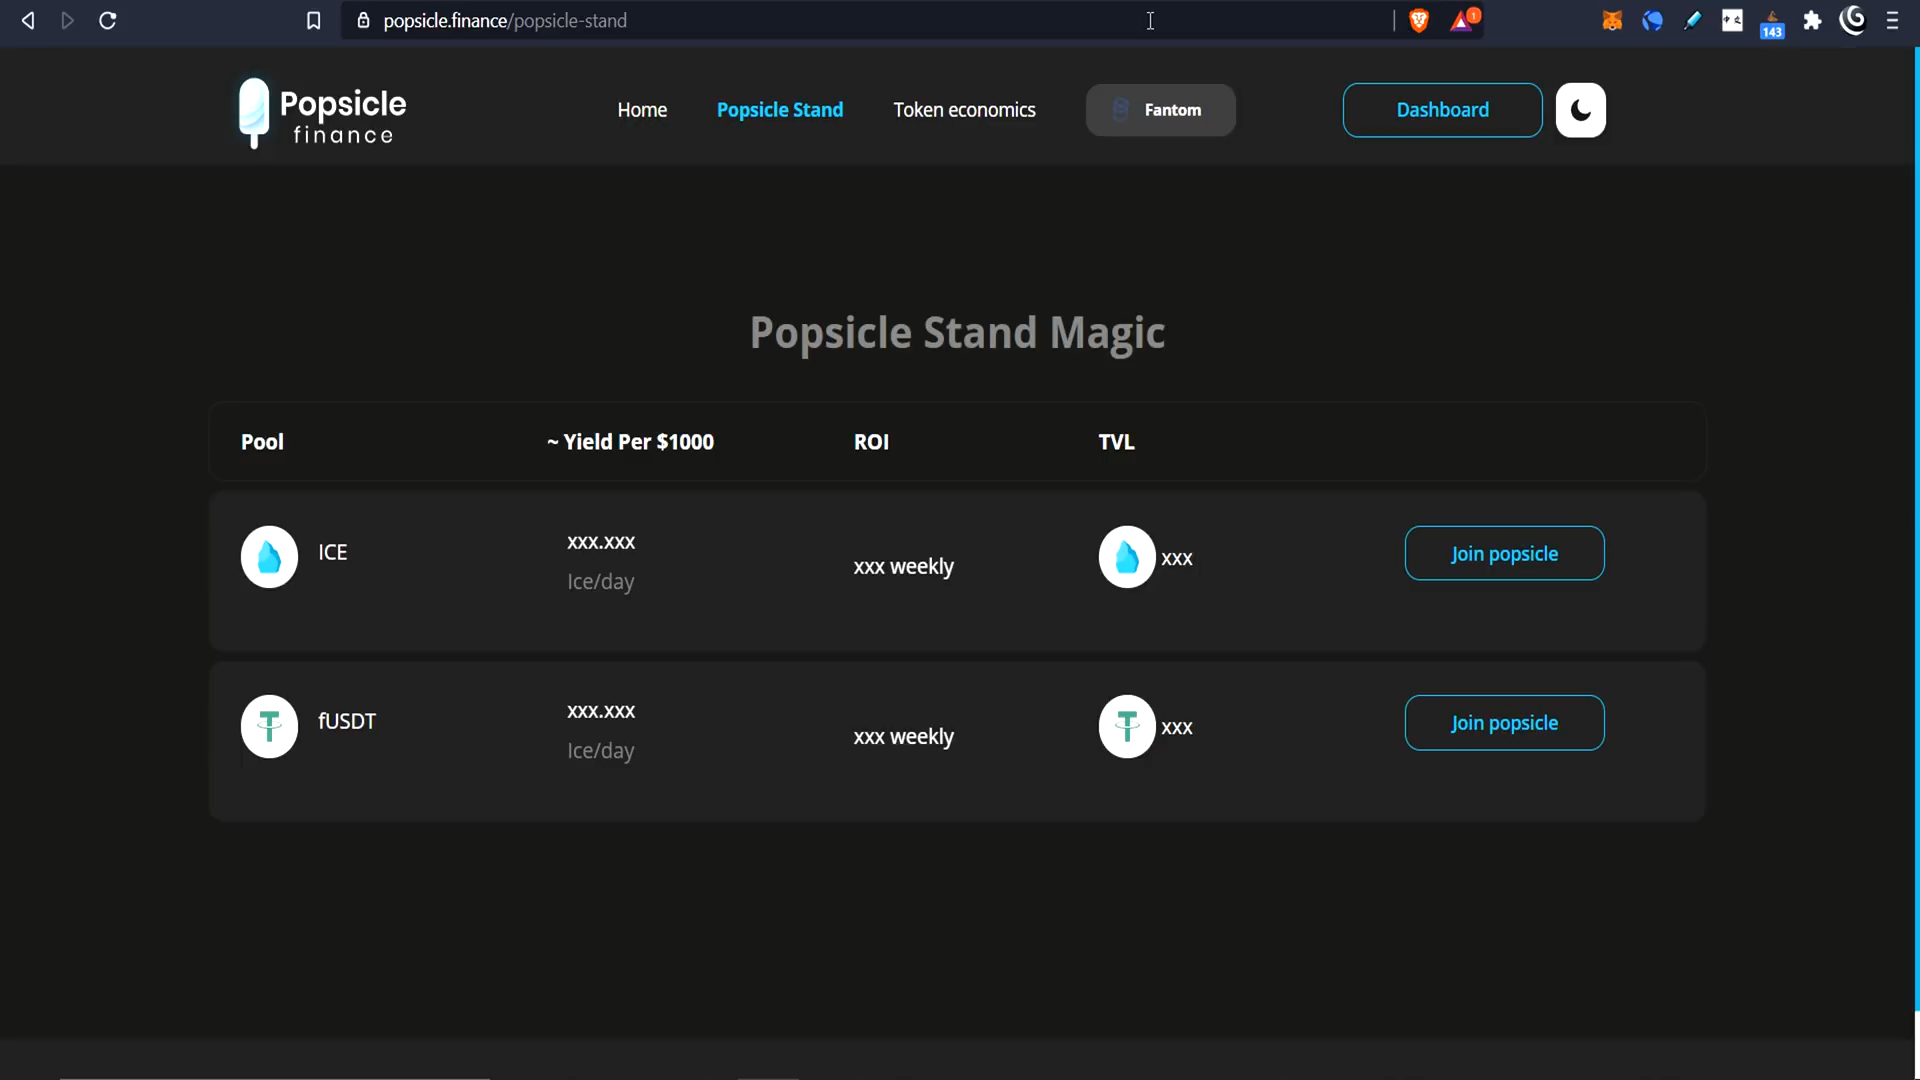 popsicle.finance/popsicle-stand
1
143
Popsicle
finance
Home
Popsicle Stand
Token economics
Fantom
Dashboard
Popsicle Stand Magic
Pool
~ Yield Per $1000
ROI
TVL
ICE
xxx.xxx
Ice/day
xxx weekly
xxx
Join popsicle
fUSDT
xxx.xxx
Ice/day
xxx weekly
xxx
Join popsicle